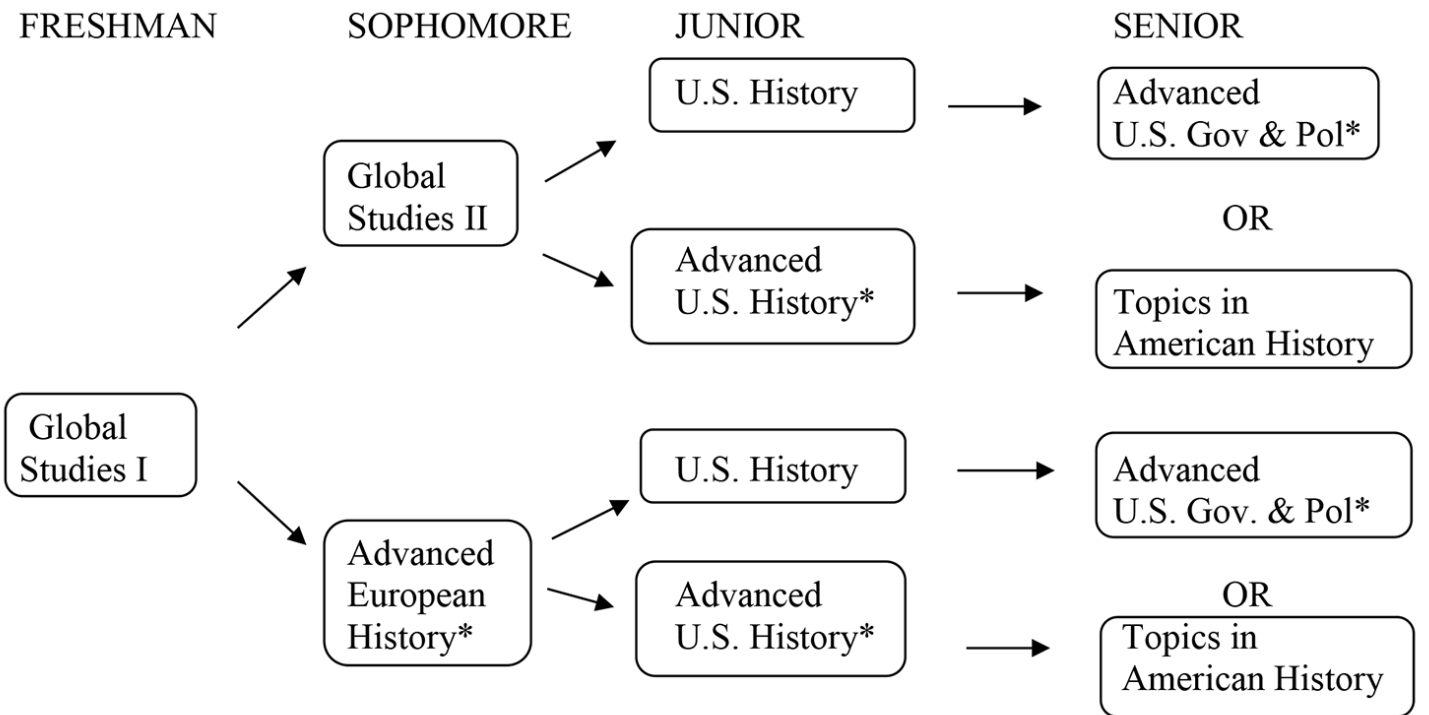 FRESHMAN
SOPHOMORE
JUNIOR
SENIOR
Global
Studies I
Global
Studies II
Advanced
European
History*
U.S. History
Advanced
U.S. History*
U.S. History
Advanced
U.S. History*
Advanced
U.S. Gov & Pol*
OR
Topics in
American History
Advanced
U.S. Gov. & Pol*
OR
Topics in
American History